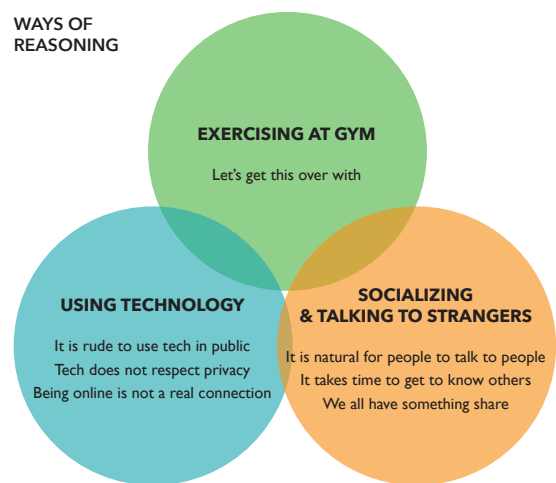 WAYS OF
REASONING
EXERCISING AT GYM
Let's get this over with
USING TECHNOLOGY
It is rude to use tech in public
Tech does not respect privacy
Being online is not a real connection
SOCIALIZING
& TALKING TO STRANGERS
It is natural for people to talk to people
It takes time to get to know others
We all have something share